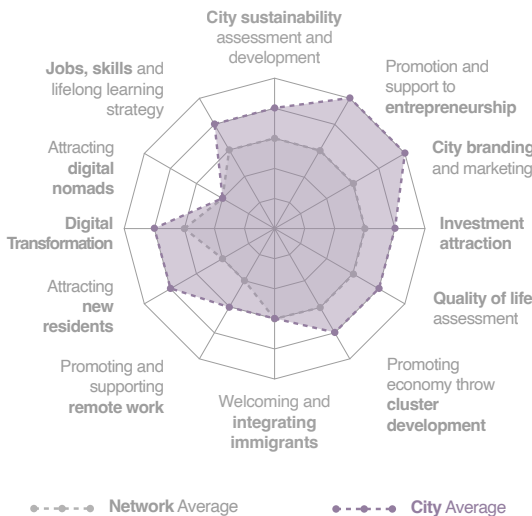 City sustainability
assessment and
development
Promotion and
support to
entrepreneurship
City branding
and marketing
Investment
attraction
Quality of life
assessment
Promoting
economy throw
cluster
development
Welcoming and
integrating
immigrants
Promoting and
supporting
remote work
Attracting
new
residents
Digital
Transformation
Attracting
digital
nomads
Jobs, skills and
lifelong learning
strategy
Network Average
City Average